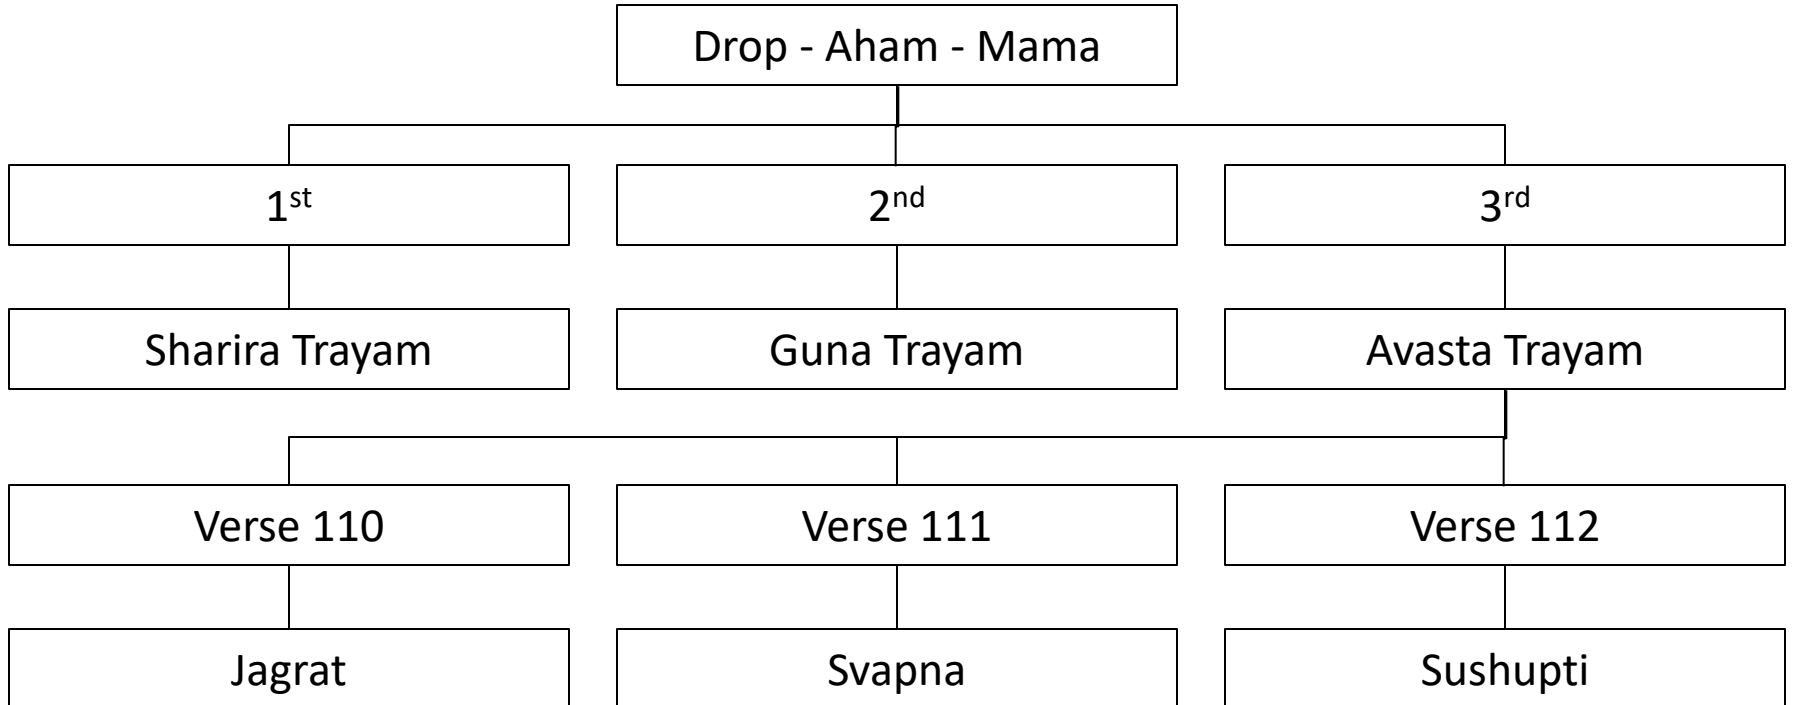 Drop - Aham - Mama
1st
2nd
3rd
Sharira Trayam
Guna Trayam
Avasta Trayam
Verse 110
Verse 111
Verse 112
Jagrat
Svapna
Sushupti